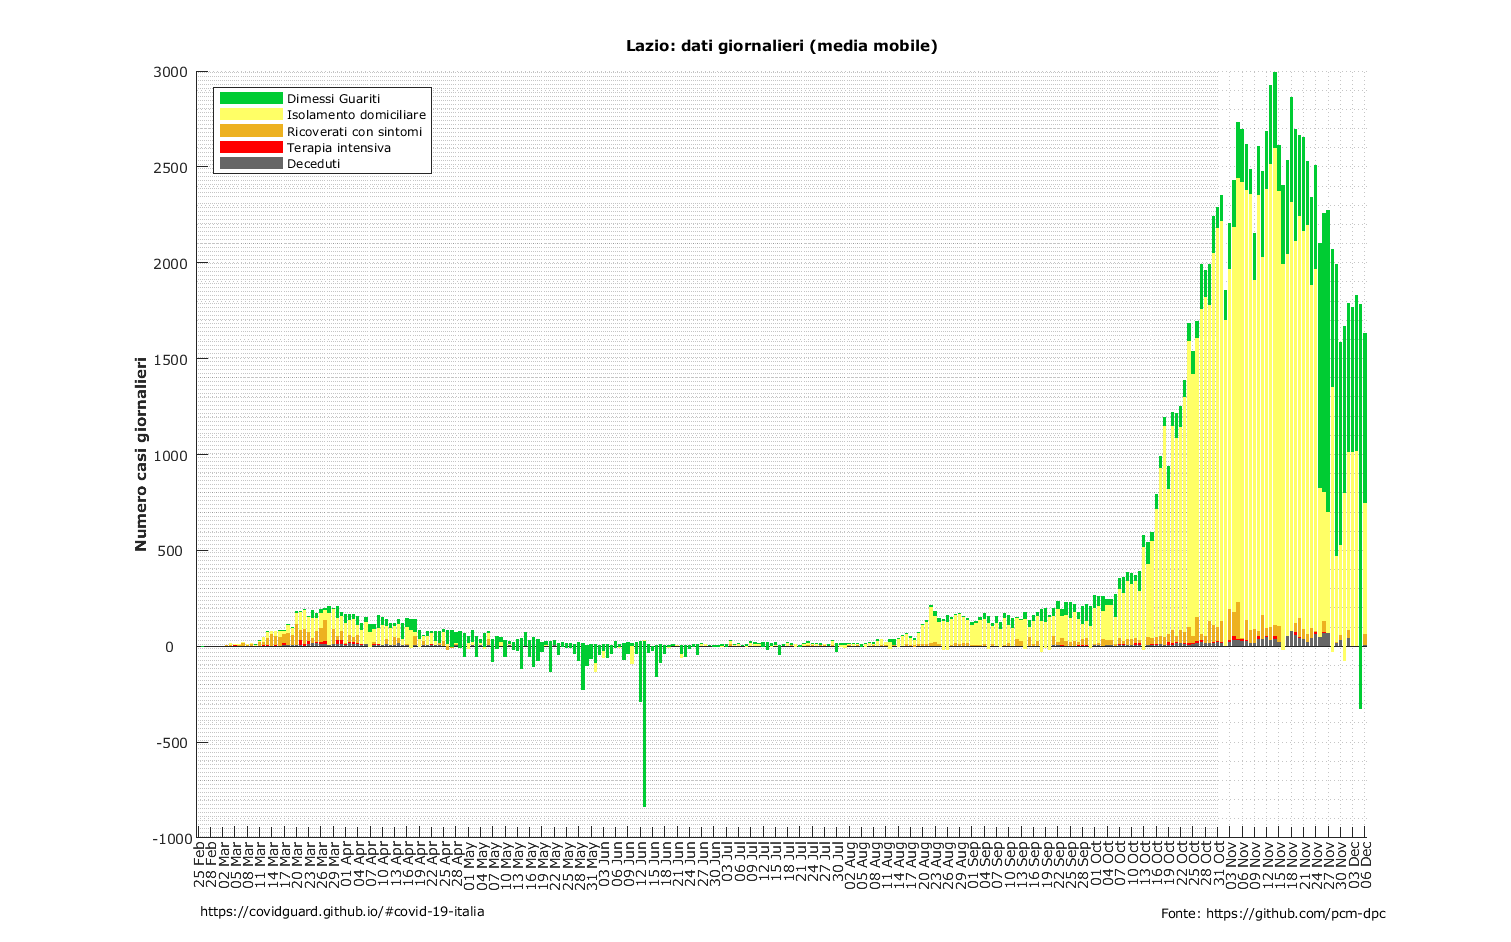 Lazio: dati giornalieri (media mobile)
3000
2500
2000
1500
1000
500
0
-500
-1000
Numero casi giornalieri
Dimessi Guariti
Isolamento domiciliare
Ricoverati con sintomi
Terapia intensiva
Deceduti
25 Feb
28 Feb
02 Mar
05 Mar
08 Mar
11 Mar
14 Mar
17 Mar
20 Mar
23 Mar
26 Mar
29 Mar
01 Apr
04 Apr
07 Apr
10 Apr
13 Apr
16 Apr
19 Apr
22 Apr
25 Apr
28 Apr
01 May
04 May
07 May
10 May
13 May
16 May
19 May
22 May
25 May
28 May
31 May
03 Jun
06 Jun
09 Jun
12 Jun
15 Jun
18 Jun
21 Jun
24 Jun
27 Jun
30 Jun
03 Jul
06 Jul
09 Jul
12 Jul
15 Jul
18 Jul
21 Jul
24 Jul
27 Jul
30 Jul
02 Aug
05 Aug
08 Aug
11 Aug
14 Aug
17 Aug
20 Aug
23 Aug
26 Aug
29 Aug
01 Sep
04 Sep
07 Sep
10 Sep
13 Sep
16 Sep
19 Sep
22 Sep
25 Sep
28 Sep
01 Oct
04 Oct
07 Oct
10 Oct
13 Oct
16 Oct
19 Oct
22 Oct
25 Oct
28 Oct
31 Oct
03 Nov
06 Nov
09 Nov
12 Nov
15 Nov
18 Nov
21 Nov
24 Nov
27 Nov
30 Nov
03 Dec
06 Dec
https://covidguard.github.io/#covid-19-italia
Fonte: https://github.com/pcm-dpc